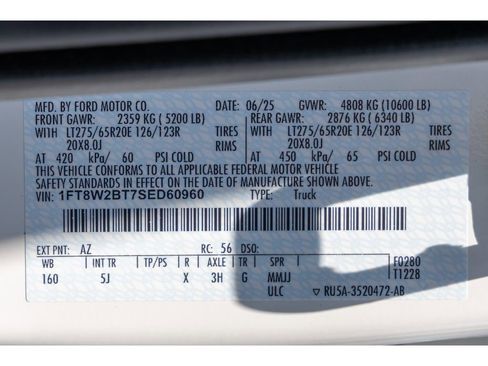 MFD. BY FORD MOTOR CO. 06/25 GVWR: 4808 KG (10600 LB)
FRONT GAWR: 2359 KG (5200 LB) REAR GAWR: 2876 KG (6340 LB)
WITH LT275/65R20E 126/123R TIRES WITH LT275/65R20E 126/123R TIRES
20X8.0J RIMS 20X8.0J RIMS
AT 420 kPa/ 60 PSI COLD AT 450 kPa/ 65 PSI COLD
THIS VEHICLE CONFORMS TO ALL APPLICABLE FEDERAL MOTOR VEHICLE
SAFETY STANDARDS IN EFFECT ON THE DATE OF MANUFACTURE SHOWN ABOVE.
VIN: 1FT8W2BT7SED60960 TYPE: Truck
EXT PNT: AZ RC: 56 DSO:
WB INT TR TP/PS R AXLE TR SPR F0280
160 5J X 3H G MMJJ T1228
ULC RU5A-3520472-AB